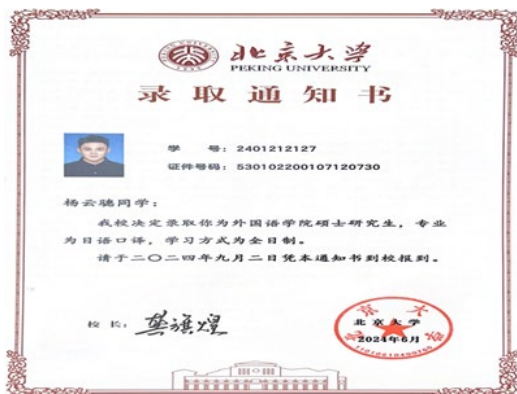 北京大学
PEKING UNIVERSITY
录取通知书
学 号：2401212127
证件号码：530102200107120730
杨云骢同学：
我校决定录取你为外国语学院硕士研究生，专业
为日语口译，学习方式为全日制。
请于二〇二四年九月二日凭本通知书到校报到。
校 长：龚旗煌
北京大学
2024年6月